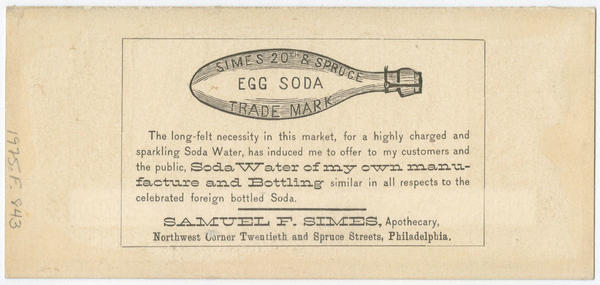 SIMES 20TH & SPRUCE
EGG SODA
TRADE MARK
The long-felt necessity in this market, for a highly charged and
sparkling Soda Water, has induced me to offer to my customers and
the public, Soda Water of my own manu-
facture and Bottling similar in all respects to the
celebrated foreign bottled Soda.
SAMUEL F. SIMES, Apothecary,
Northwest Corner Twentieth and Spruce Streets, Philadelphia.
1975.F.843